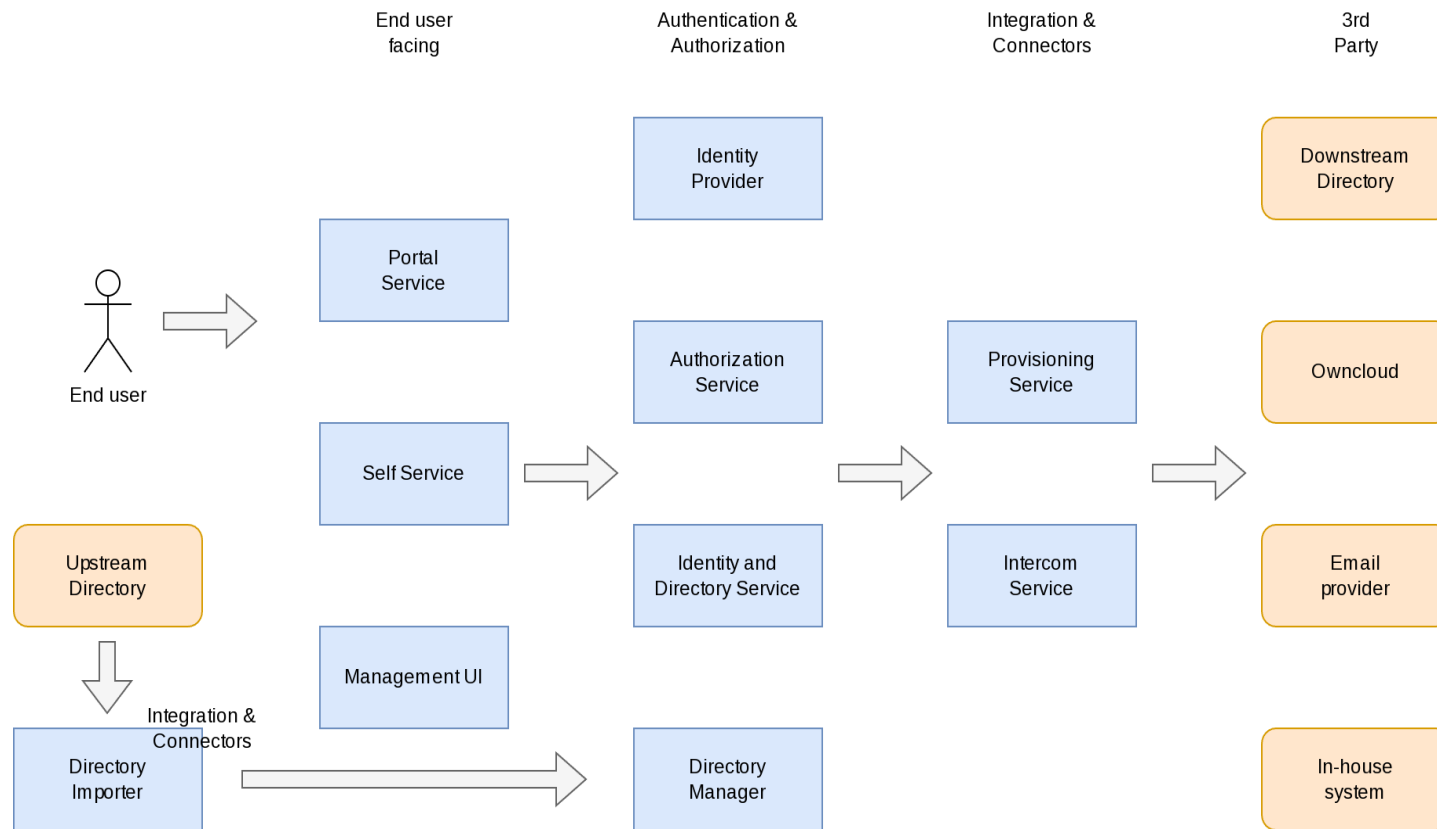 End user
facing
Authentication &
Authorization
Integration &
Connectors
3rd
Party
Identity
Provider
Downstream
Directory
Portal
Service
End user
Authorization
Service
Provisioning
Service
Owncloud
Self Service
Upstream
Directory
Identity and
Directory Service
Intercom
Service
Email
provider
Management UI
Integration &
Connectors
Directory
Importer
Directory
Manager
In-house
system